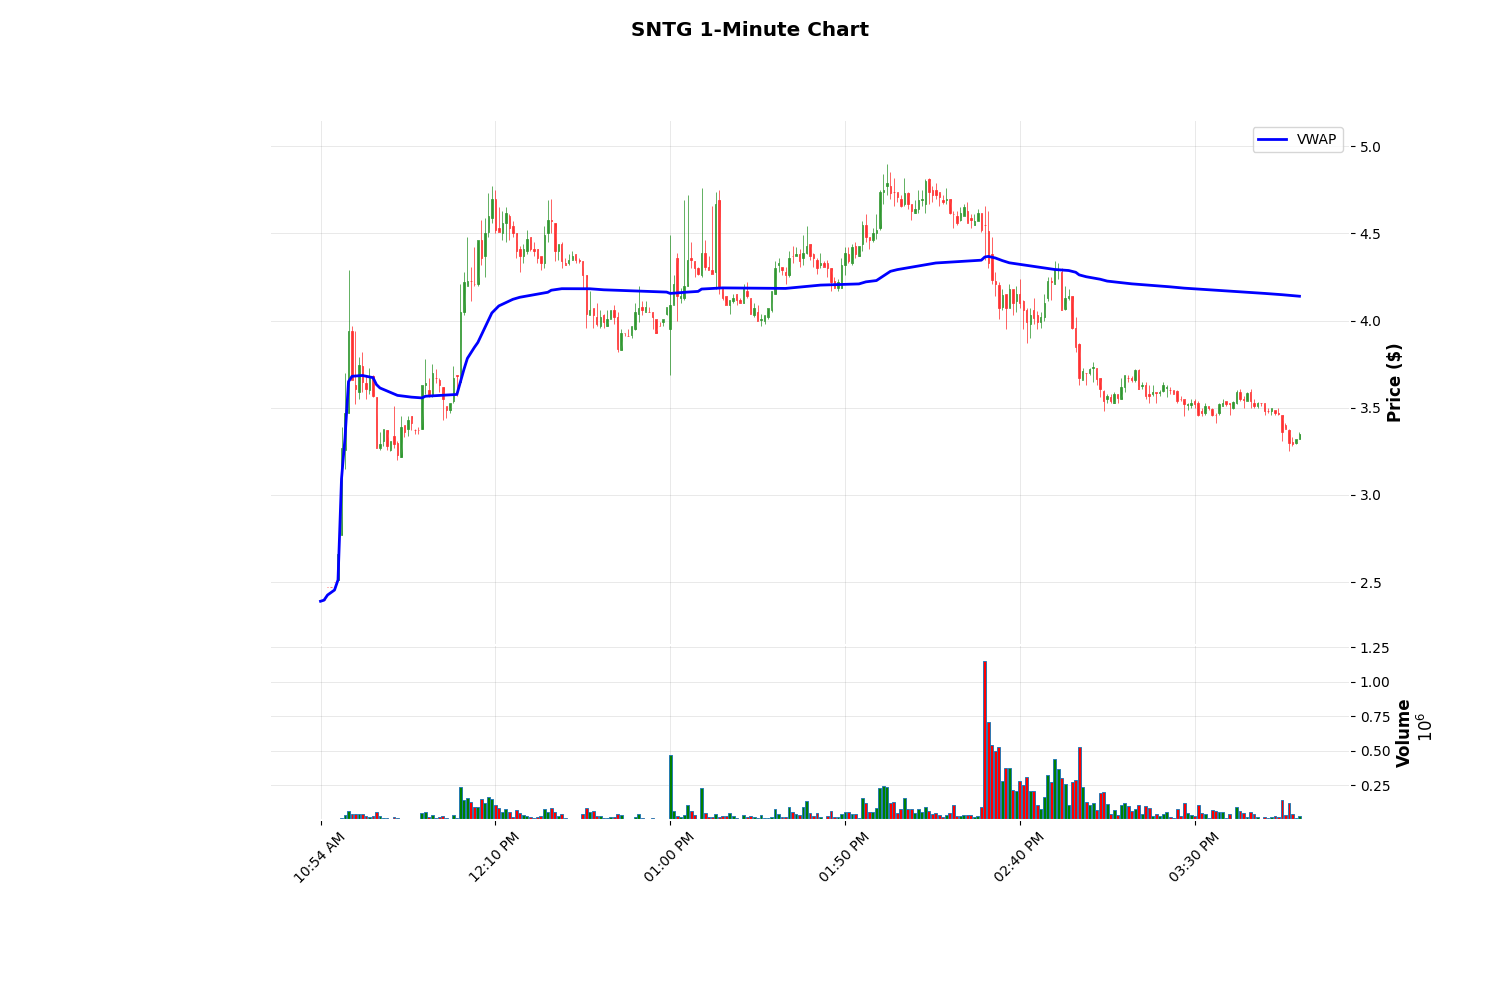 SNTG 1-Minute Chart
VWAP
5.0
4.5
4.0
3.5
3.0
2.5
Price ($)
1.25
1.00
0.75
0.50
0.25
Volume
10⁶
10:54 AM
12:10 PM
01:00 PM
01:50 PM
02:40 PM
03:30 PM